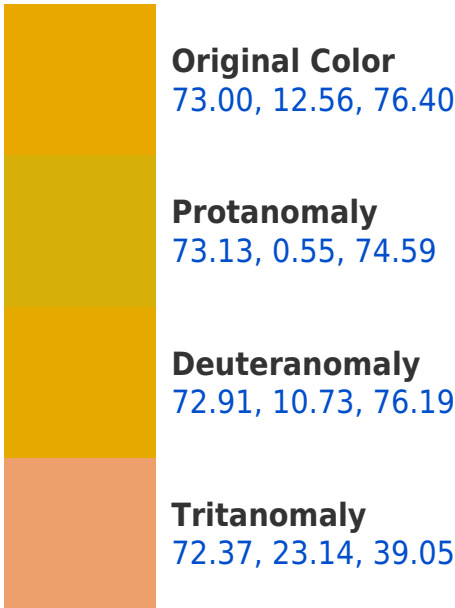 Original Color
73.00, 12.56, 76.40
Protanomaly
73.13, 0.55, 74.59
Deuteranomaly
72.91, 10.73, 76.19
Tritanomaly
72.37, 23.14, 39.05